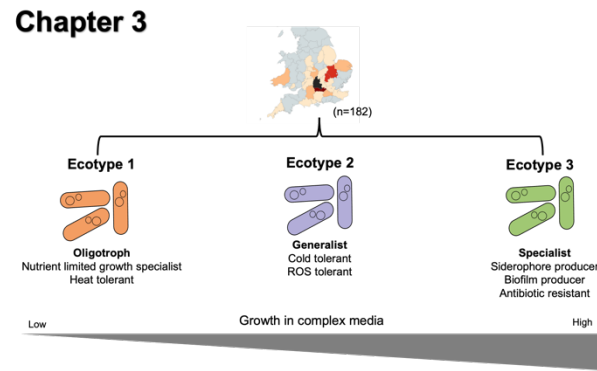 Chapter 3
(n=182)
Ecotype 1
Ecotype 2
Ecotype 3
Oligotroph
Nutrient limited growth specialist
Heat tolerant
Generalist
Cold tolerant
ROS tolerant
Specialist
Siderophore producer
Biofilm producer
Antibiotic resistant
Low
Growth in complex media
High